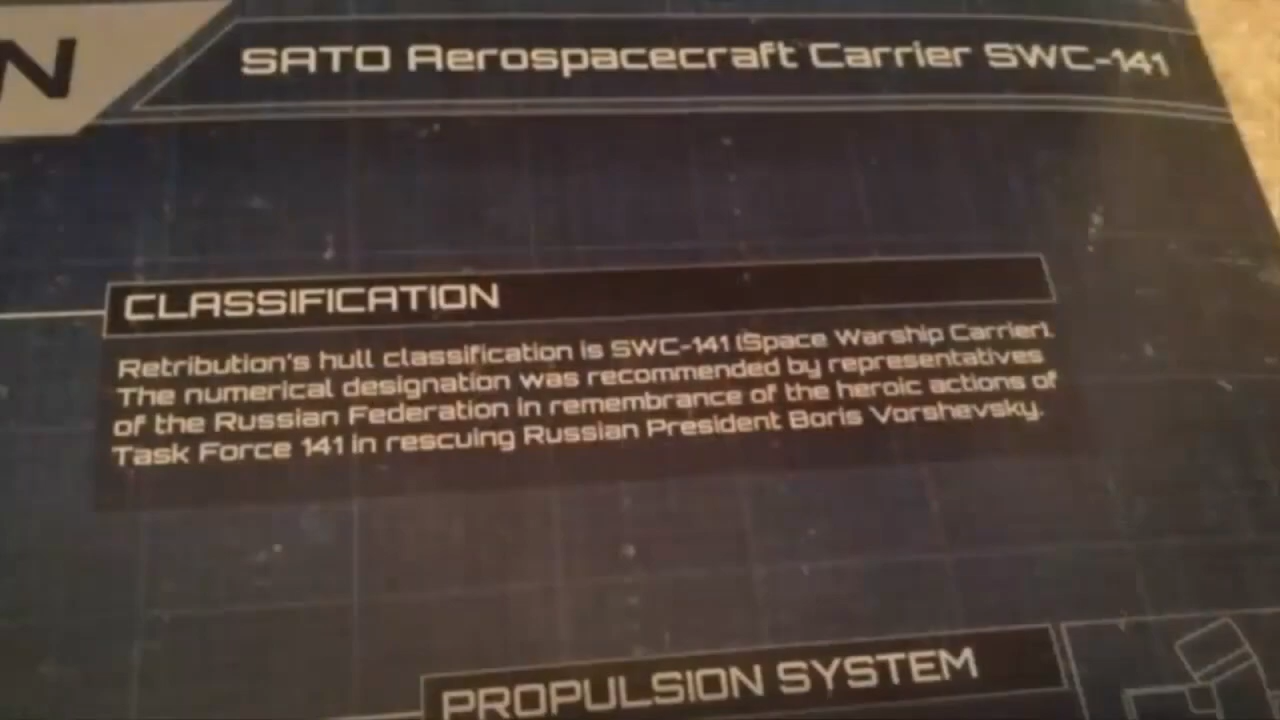 N
SATO Aerospacecraft Carrier SWC-141
CLASSIFICATION
Retribution's hull classification is SWC-141 (Space Warship Carrier).
The numerical designation was recommended by representatives
of the Russian Federation in remembrance of the heroic actions of
Task Force 141 in rescuing Russian President Boris Vorshevsky.
PROPULSION SYSTEM